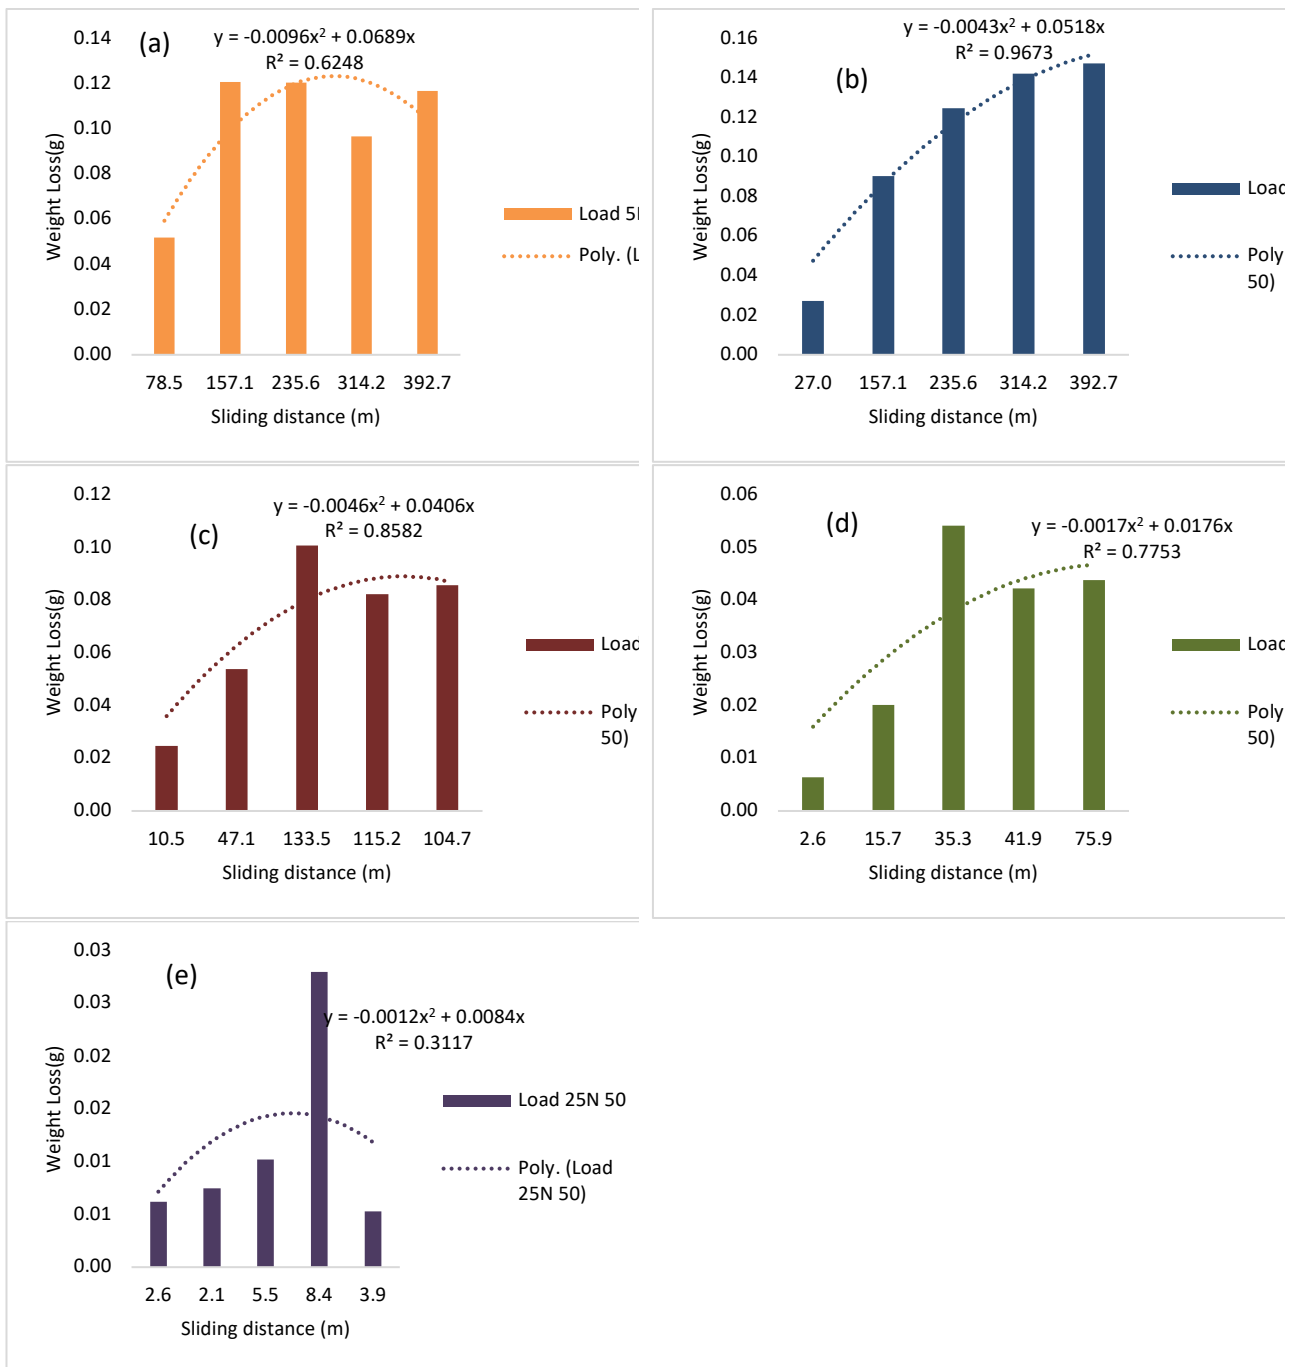 (a)
y = -0.0096x² + 0.0689x
R² = 0.6248
0.14
0.12
0.10
0.08
0.06
0.04
0.02
0.00
Weight Loss(g)
78.5 157.1 235.6 314.2 392.7
Sliding distance (m)
Load 5
Poly. (L
(b)
y = -0.0043x² + 0.0518x
R² = 0.9673
0.16
0.14
0.12
0.10
0.08
0.06
0.04
0.02
0.00
Weight Loss(g)
27.0 157.1 235.6 314.2 392.7
Sliding distance (m)
Load
Poly
50)
(c)
y = -0.0046x² + 0.0406x
R² = 0.8582
0.12
0.10
0.08
0.06
0.04
0.02
0.00
Weight Loss(g)
10.5 47.1 133.5 115.2 104.7
Sliding distance (m)
Load
Poly
50)
(d)
y = -0.0017x² + 0.0176x
R² = 0.7753
0.06
0.05
0.04
0.03
0.02
0.01
0.00
Weight Loss(g)
2.6 15.7 35.3 41.9 75.9
Sliding distance (m)
Load
Poly
50)
(e)
y = -0.0012x² + 0.0084x
R² = 0.3117
0.03
0.03
0.02
0.02
0.01
0.01
0.00
Weight Loss(g)
2.6 2.1 5.5 8.4 3.9
Sliding distance (m)
Load 25N 50
Poly. (Load
25N 50)